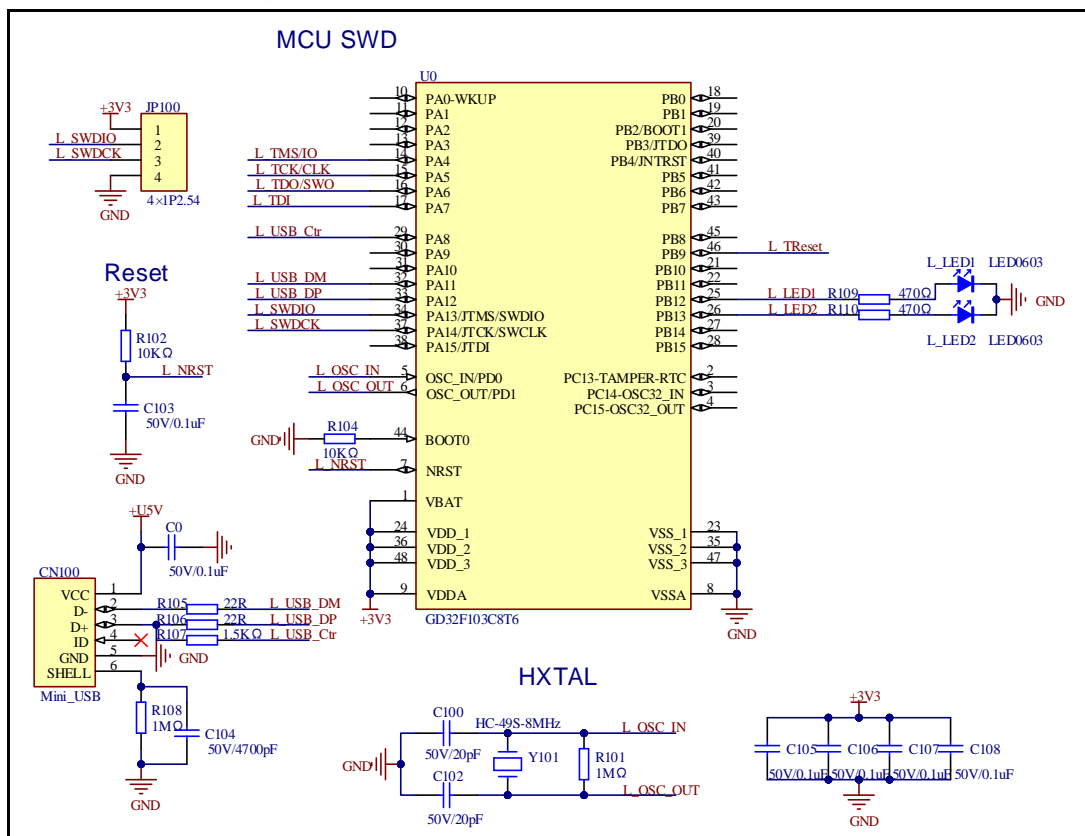 MCU SWD
U0
GD32F103C8T6
10 PA0-WKUP
11 PA1
12 PA2
13 PA3
L_TMS/IO 14 PA4
L_TCK/CLK 15 PA5
L_TDO/SWO 16 PA6
L_TDI 17 PA7
L_USB_Ctr 29 PA8
30 PA9
31 PA10
L_USB_DM 32 PA11
L_USB_DP 33 PA12
L_SWDIO 34 PA13/JTMS/SWDIO
L_SWDCK 37 PA14/JTCK/SWCLK
38 PA15/JTDI
L_OSC_IN 5 OSC_IN/PD0
L_OSC_OUT 6 OSC_OUT/PD1
GND R104 10KΩ 44 BOOT0
L_NRST 7 NRST
1 VBAT
24 VDD_1
36 VDD_2
48 VDD_3
9 VDDA
+3V3
PB0 18
PB1 19
PB2/BOOT1 20
PB3/JTDO 39
PB4/JNTRST 40
PB5 41
PB6 42
PB7 43
PB8 45
PB9 46 L_TReset
PB10 21
PB11 22
PB12 25 L_LED1 R109 470Ω
PB13 26 L_LED2 R110 470Ω
PB14 27
PB15 28
L_LED1 LED0603
GND
L_LED2 LED0603
PC13-TAMPER-RTC 2
PC14-OSC32_IN 3
PC15-OSC32_OUT 4
VSS_1 23
VSS_2 35
VSS_3 47
VSSA 8
GND
+3V3 JP100
1
L_SWDIO 2
L_SWDCK 3
4
GND
4×1P2.54
Reset
+3V3
R102
10KΩ
L_NRST
C103
50V/0.1uF
GND
+U5V
C0
50V/0.1uF
CN100
VCC 1
D- 2 R105 22R L_USB_DM
D+ 3 R106 22R L_USB_DP
ID 4 R107 1.5KΩ L_USB_Ctr
GND 5 GND
SHELL 6
Mini_USB
R108
1MΩ
C104
50V/4700pF
GND
HXTAL
C100
50V/20pF
HC-49S-8MHz
L_OSC_IN
GND
Y101
R101
1MΩ
C102
50V/20pF
L_OSC_OUT
+3V3
C105 C106 C107 C108
50V/0.1uF 50V/0.1uF 50V/0.1uF 50V/0.1uF
GND